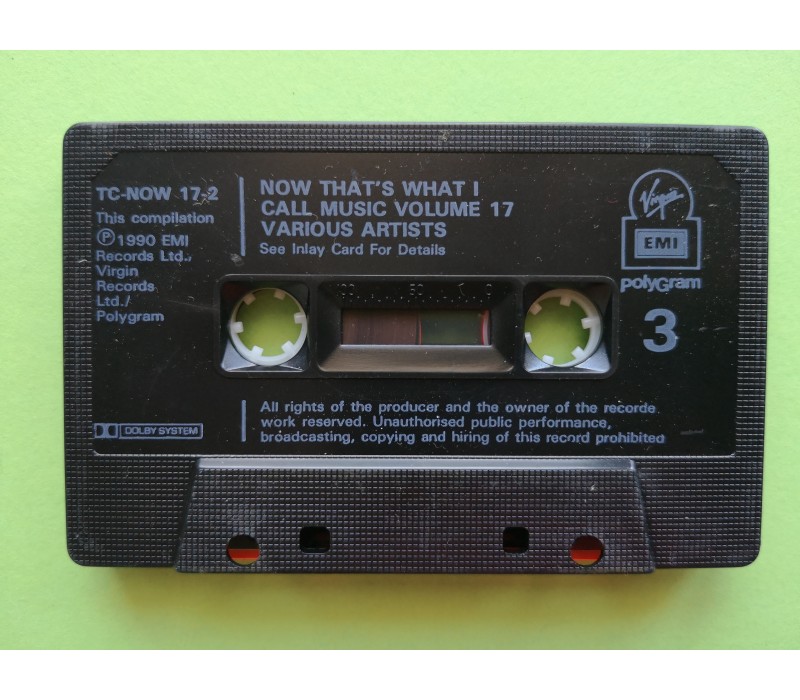 TC-NOW 17-2
This compilation
Ⓟ 1990 EMI
Records Ltd./
Virgin
Records
Ltd./
Polygram
NOW THAT'S WHAT I
CALL MUSIC VOLUME 17
VARIOUS ARTISTS
See Inlay Card For Details
Virgin
EMI
polyGram
3
100 50 0
DOLBY SYSTEM
All rights of the producer and the owner of the recorde
work reserved. Unauthorised public performance,
broadcasting, copying and hiring of this record prohibited